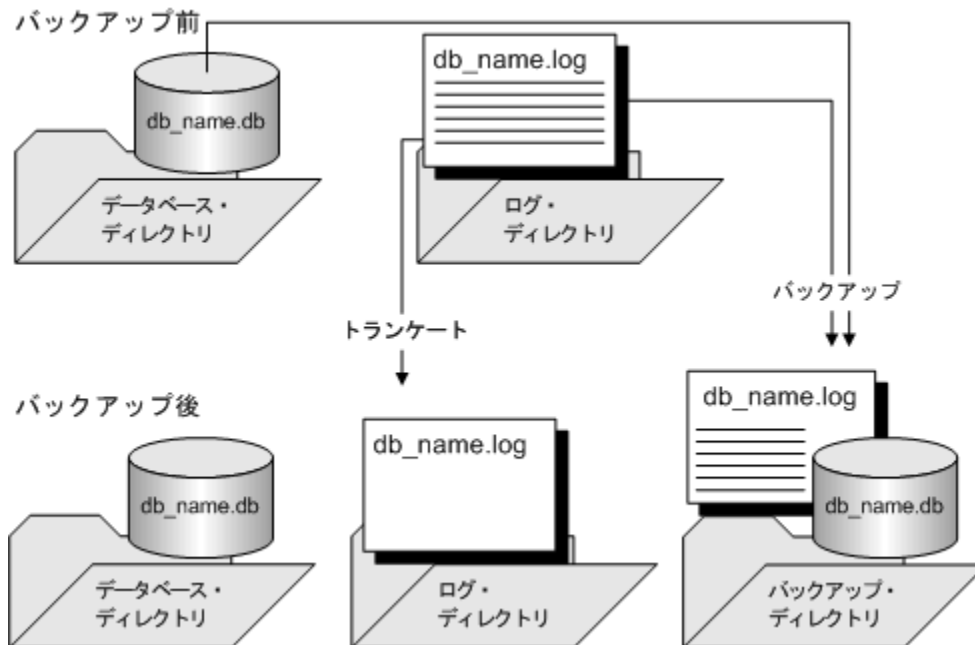 バックアップ前
db_name.db
db_name.log
データベース・
ディレクトリ
ログ・
ディレクトリ
バックアップ
トランケート
バックアップ後
db_name.db
db_name.log
db_name.log
db_name.db
データベース・
ディレクトリ
ログ・
ディレクトリ
バックアップ・
ディレクトリ